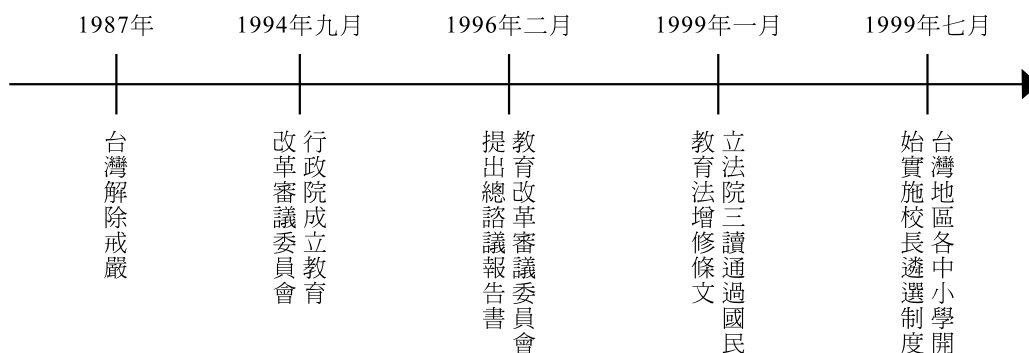 1987年
1994年九月
1996年二月
1999年一月
1999年七月
台灣解除戒嚴
行政院成立教育
改革審議委員會
教育改革審議委員會
提出總諮議報告書
立法院三讀通過國民
教育法增修條文
台灣地區各中小學開
始實施校長遴選制度